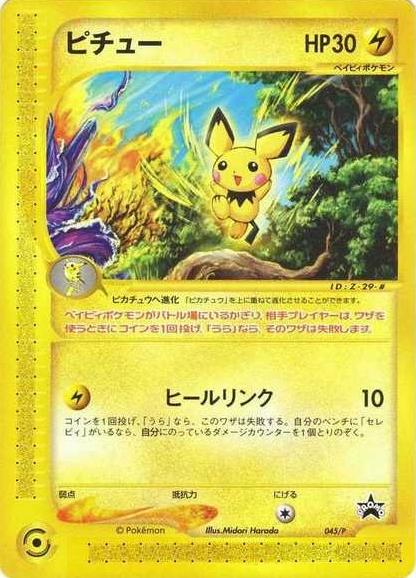 ピチュー HP30
ベイビィポケモン
ID:Z-29-#
ピカチュウへ進化 「ピカチュウ」を上に重ねて進化させることができます。
ベイビィポケモンがバトル場にいるかぎり、相手プレイヤーは、ワザを
使うときにコインを1回投げ、「うら」なら、そのワザは失敗します。
ヒールリンク 10
コインを1回投げ、「うら」なら、このワザは失敗する。自分のベンチに「セレ
ビィ」がいるなら、自分にのっているダメージカウンターを1個とりのぞく。
弱点 抵抗力 にげる
© Pokémon Illus. Midori Harada 045/P PROMO